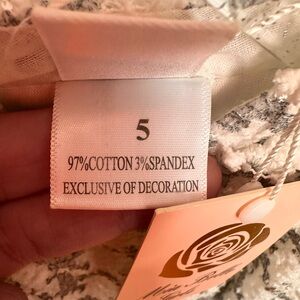 5
97%COTTON 3%SPANDEX
EXCLUSIVE OF DECORATION